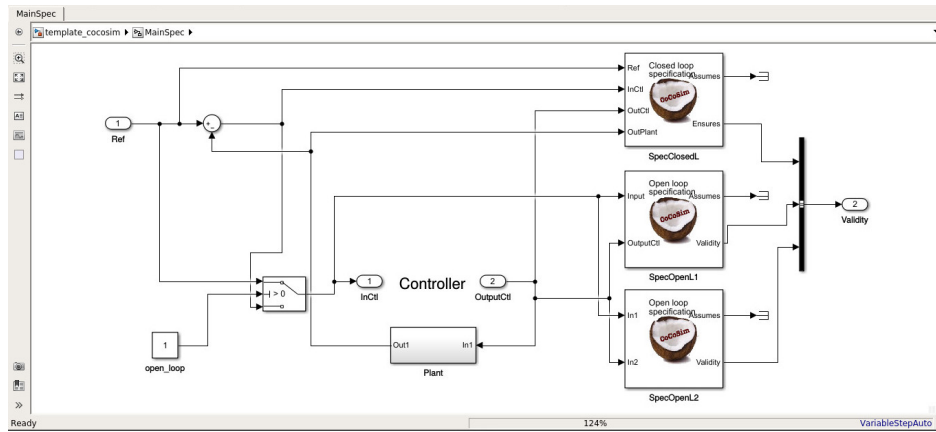 MainSpec
template_cocosim MainSpec
Closed loop
specification
Ref
Assumes
InCtl
CoCoSim
OutCtl
Ensures
OutPlant
SpecClosedL
1
Ref
+
-
Open loop
specification
Input
Assumes
CoCoSim
OutputCtl
Validity
SpecOpenL1
2
Validity
> 0
1
InCtl
Controller
2
OutputCtl
Open loop
specification
In1
Assumes
CoCoSim
In2
Validity
SpecOpenL2
1
open_loop
Out1
In1
Plant
Ready
124%
VariableStepAuto